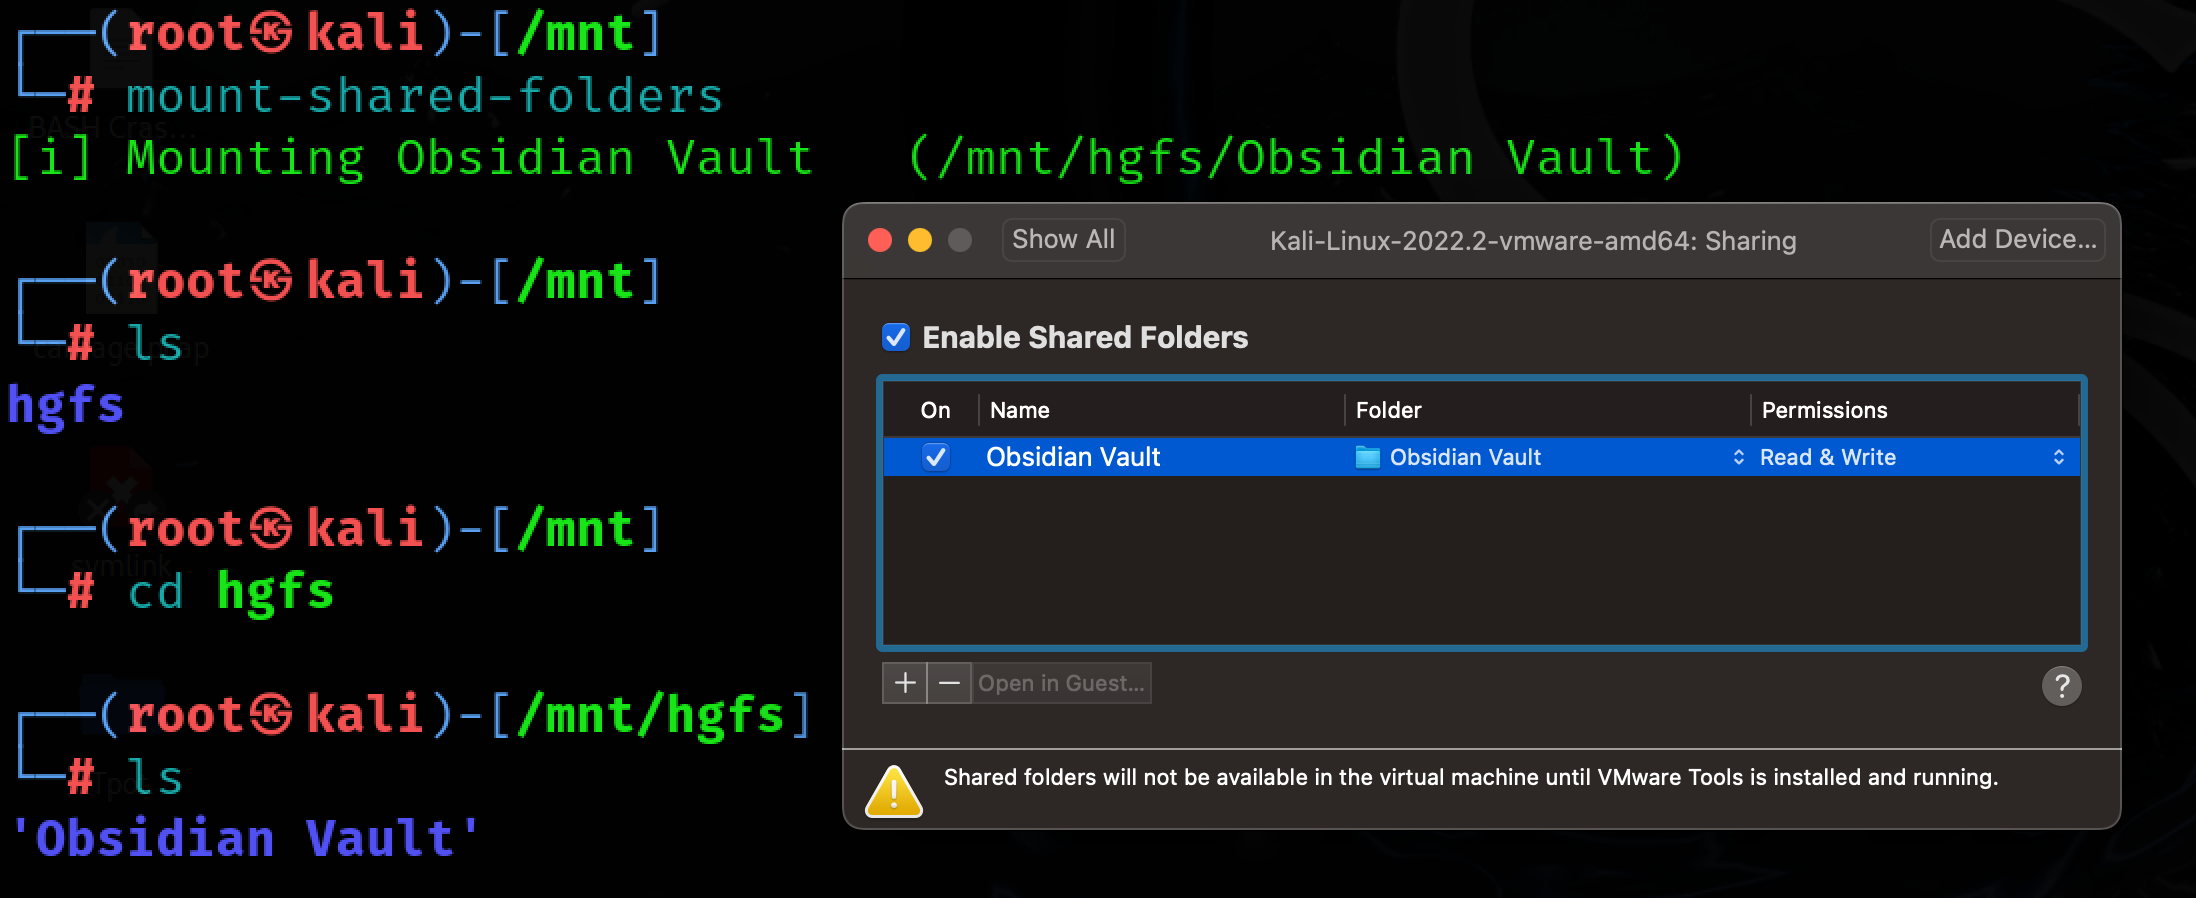 ┌──(root㉿kali)-[/mnt]
└─# mount-shared-folders
[i] Mounting Obsidian Vault   (/mnt/hgfs/Obsidian Vault)
┌──(root㉿kali)-[/mnt]
└─# ls
hgfs
┌──(root㉿kali)-[/mnt]
└─# cd hgfs
┌──(root㉿kali)-[/mnt/hgfs]
└─# ls
'Obsidian Vault'
BASH Cras...
symlink
Show All
Kali-Linux-2022.2-vmware-amd64: Sharing
Add Device...
Enable Shared Folders
On Name Folder Permissions
Obsidian Vault Obsidian Vault Read & Write
+ − Open in Guest...
?
Shared folders will not be available in the virtual machine until VMware Tools is installed and running.